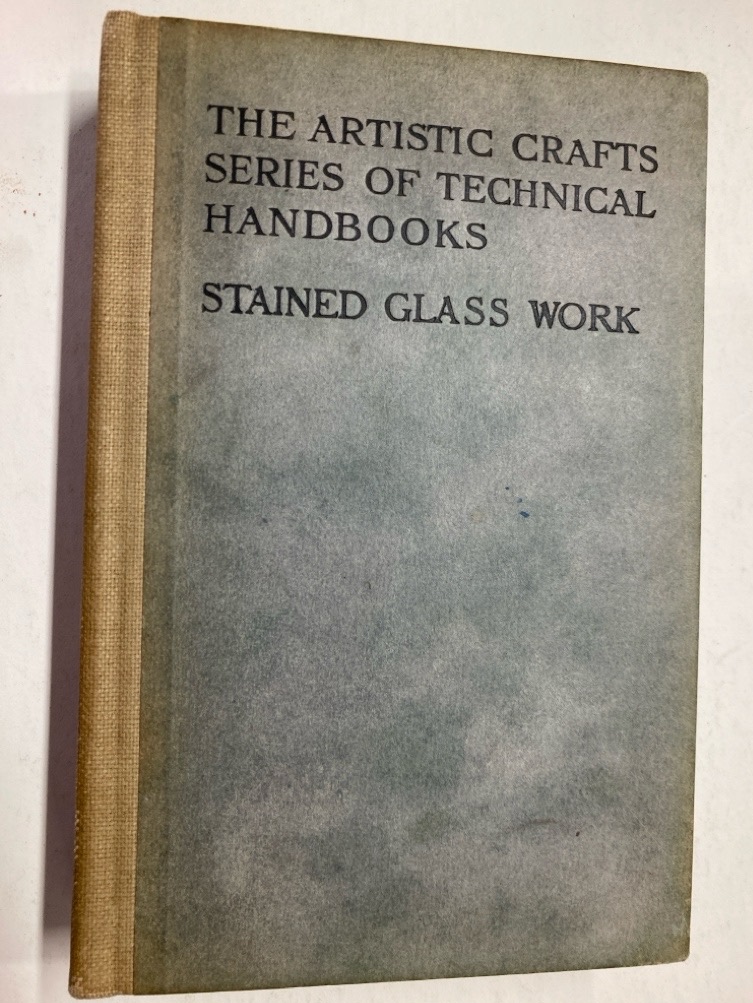 THE ARTISTIC CRAFTS
SERIES OF TECHNICAL
HANDBOOKS
STAINED GLASS WORK